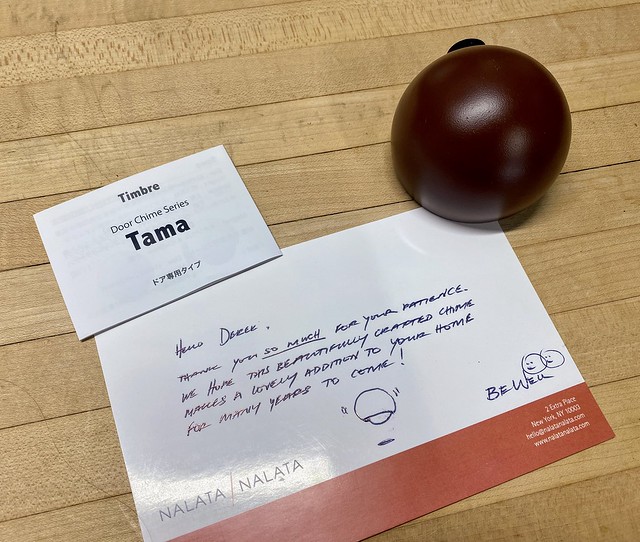 Timbre
Door Chime Series
Tama
ドア専用タイプ
HELLO DEREK,
THANK YOU SO MUCH FOR YOUR PATIENCE.
WE HOPE THIS BEAUTIFULLY CRAFTED CHIME
MAKES A LOVELY ADDITION TO YOUR HOME
FOR MANY YEARS TO COME!
BE WELL
2 Extra Place
New York, NY 10003
hello@nalatanalata.com
www.nalatanalata.com
NALATA | NALATA